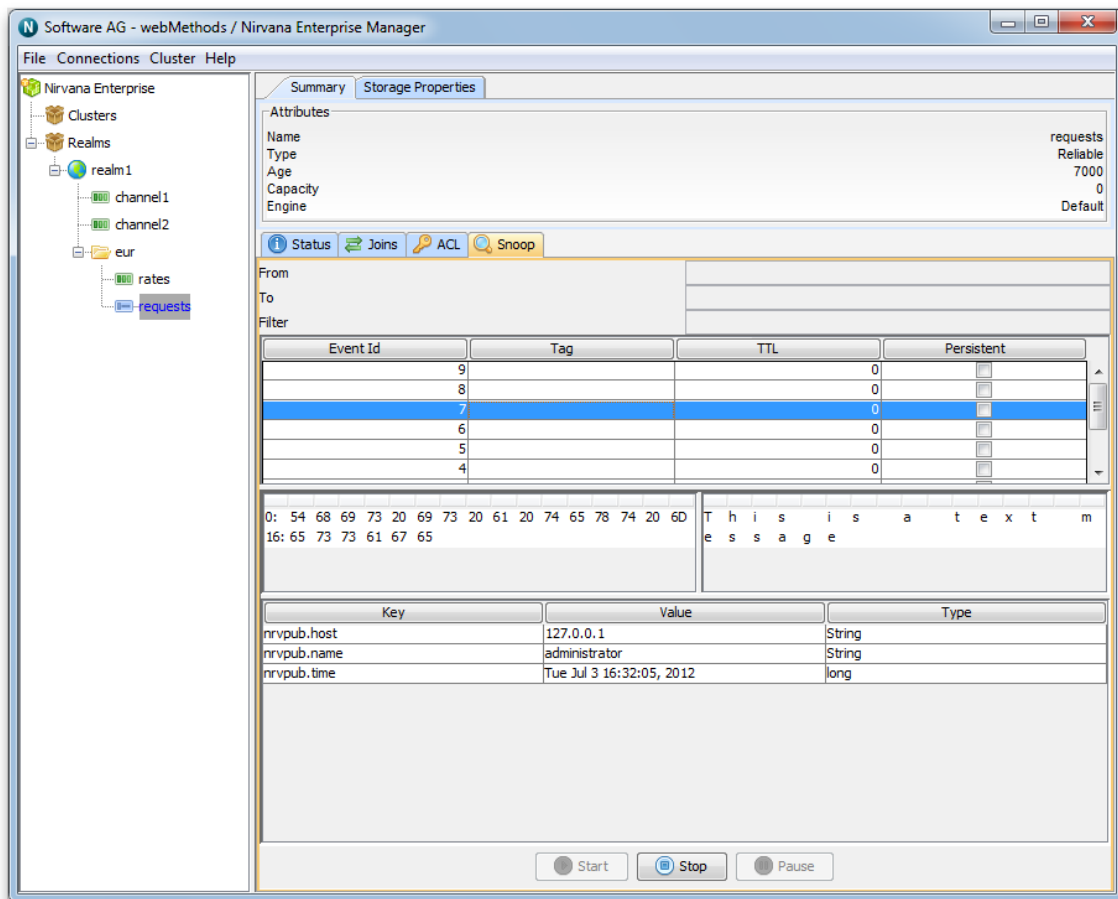 Software AG - webMethods / Nirvana Enterprise Manager
File Connections Cluster Help
Nirvana Enterprise
Clusters
Realms
realm1
channel1
channel2
eur
rates
requests
Summary Storage Properties
Attributes
Name requests
Type Reliable
Age 7000
Capacity 0
Engine Default
Status Joins ACL Snoop
From
To
Filter
Event Id Tag TTL Persistent
9 0
8 0
7 0
6 0
5 0
4 0
0: 54 68 69 73 20 69 73 20 61 20 74 65 78 74 20 6D T h i s i s a t e x t m
16: 65 73 73 61 67 65 e s s a g e
Key Value Type
nrvpub.host 127.0.0.1 String
nrvpub.name administrator String
nrvpub.time Tue Jul 3 16:32:05, 2012 long
Start Stop Pause